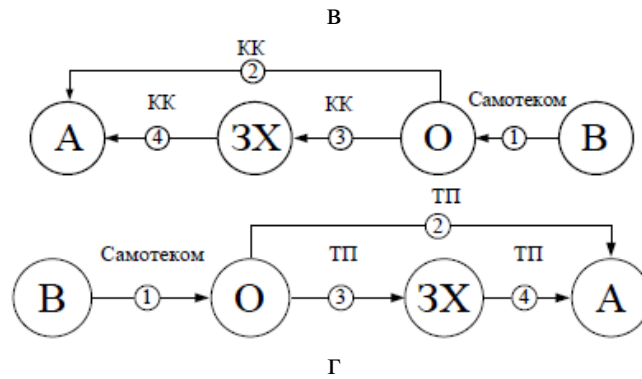 в
КК
2
КК КК Самотеком
А 4 ЗХ 3 О 1 В
ТП
2
Самотеком ТП ТП
В 1 О 3 ЗХ 4 А
г